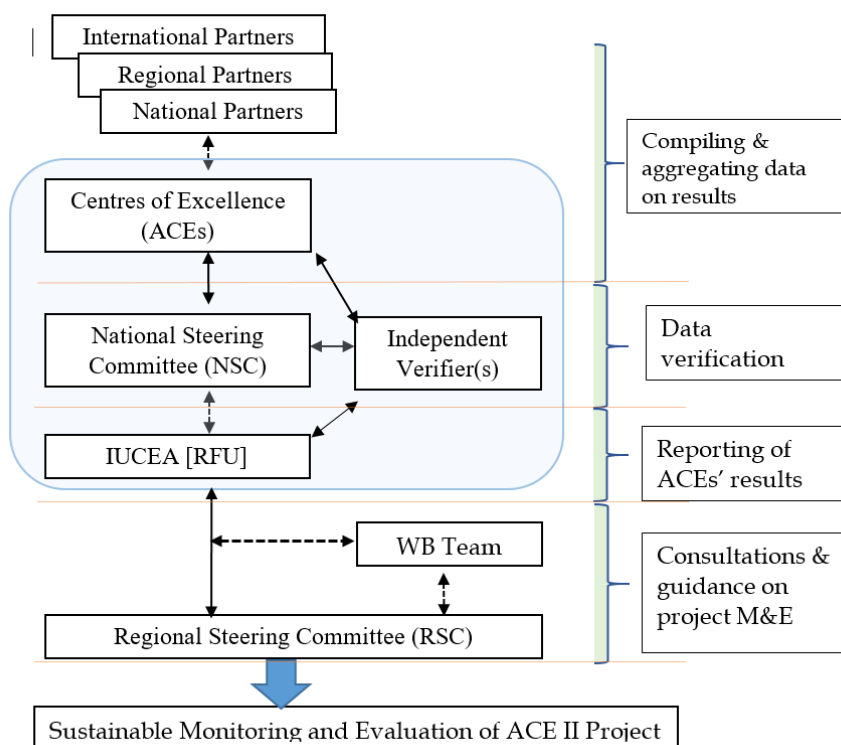 International Partners
Regional Partners
National Partners
Compiling &
aggregating data
on results
Centres of Excellence
(ACEs)
National Steering
Committee (NSC)
Independent
Verifier(s)
Data
verification
IUCEA [RFU]
Reporting of
ACEs’ results
WB Team
Consultations &
guidance on
project M&E
Regional Steering Committee (RSC)
Sustainable Monitoring and Evaluation of ACE II Project